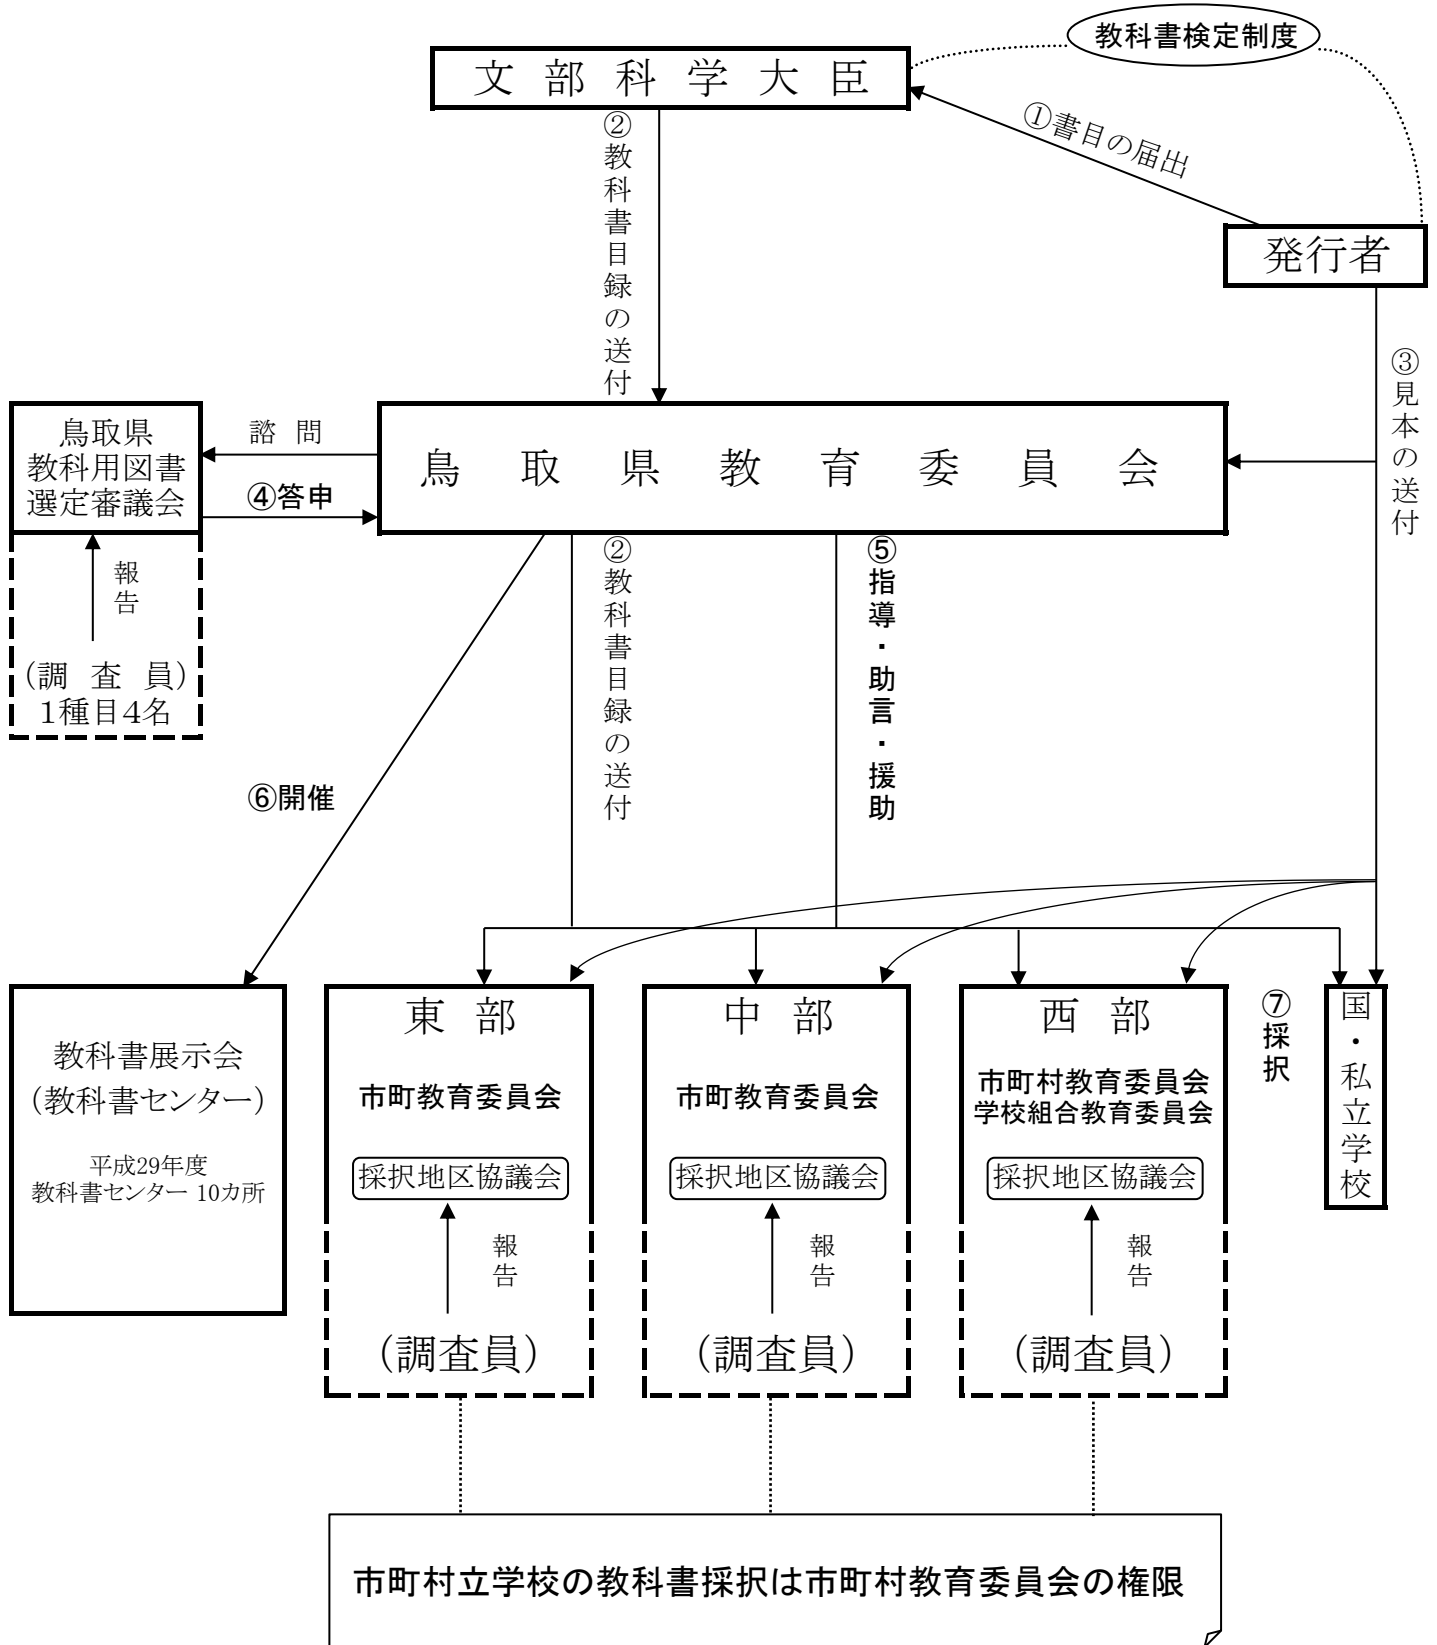 教科書検定制度
文部科学大臣
①書目の届出
②教科書目録の送付
発行者
③見本の送付
鳥取県
教科用図書
選定審議会
諮問
④答申
鳥取県教育委員会
報告
(調査員)
1種目4名
②教科書目録の送付
⑤指導・助言・援助
⑥開催
教科書展示会
(教科書センター)
平成29年度
教科書センター 10カ所
東部
市町教育委員会
採択地区協議会
報告
(調査員)
中部
市町教育委員会
採択地区協議会
報告
(調査員)
西部
市町村教育委員会
学校組合教育委員会
採択地区協議会
報告
(調査員)
⑦採択
国・私立学校
市町村立学校の教科書採択は市町村教育委員会の権限